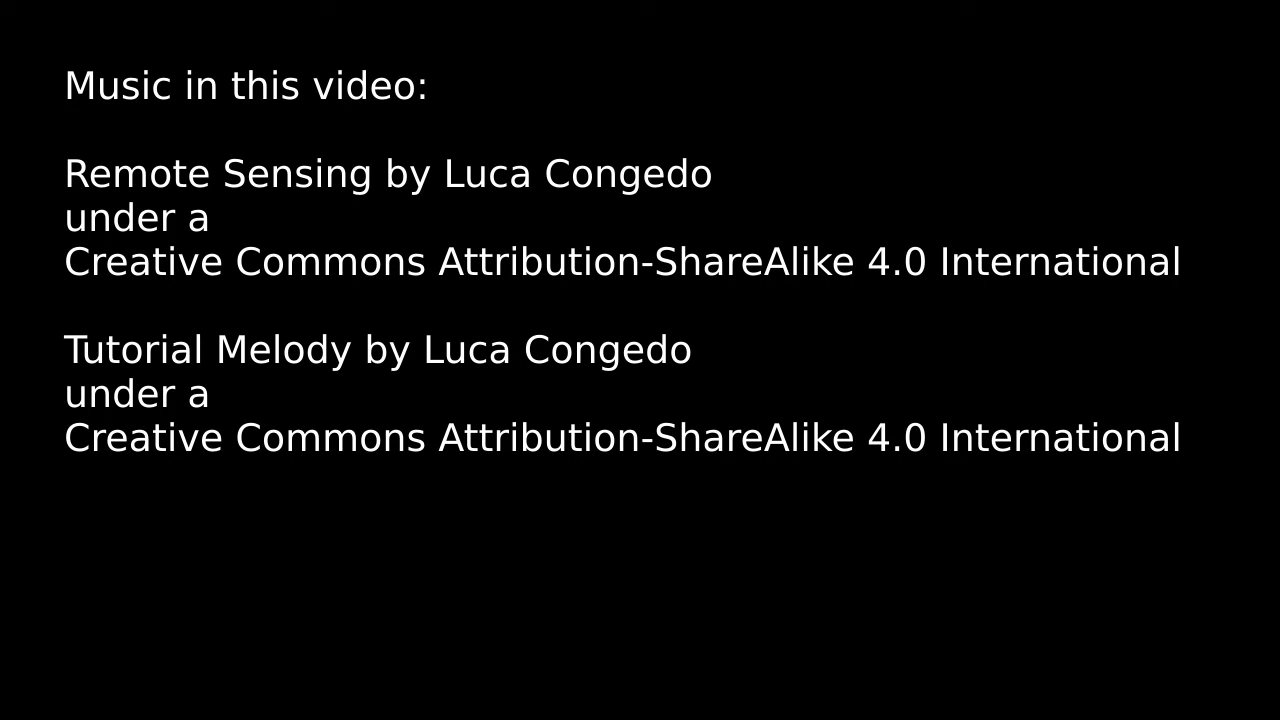 Music in this video:
Remote Sensing by Luca Congedo
under a
Creative Commons Attribution-ShareAlike 4.0 International
Tutorial Melody by Luca Congedo
under a
Creative Commons Attribution-ShareAlike 4.0 International